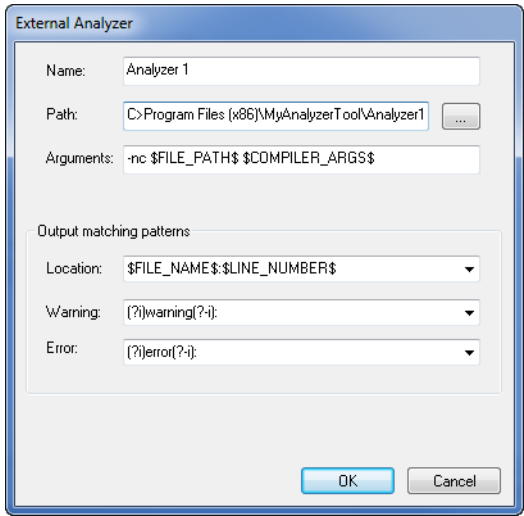 External Analyzer
Name: Analyzer 1
Path: C>Program Files (x86)\MyAnalyzerTool\Analyzer1 ...
Arguments: -nc $FILE_PATH$ $COMPILER_ARGS$
Output matching patterns
Location: $FILE_NAME$:$LINE_NUMBER$
Warning: (?i)warning(?-i):
Error: (?i)error(?-i):
OK Cancel